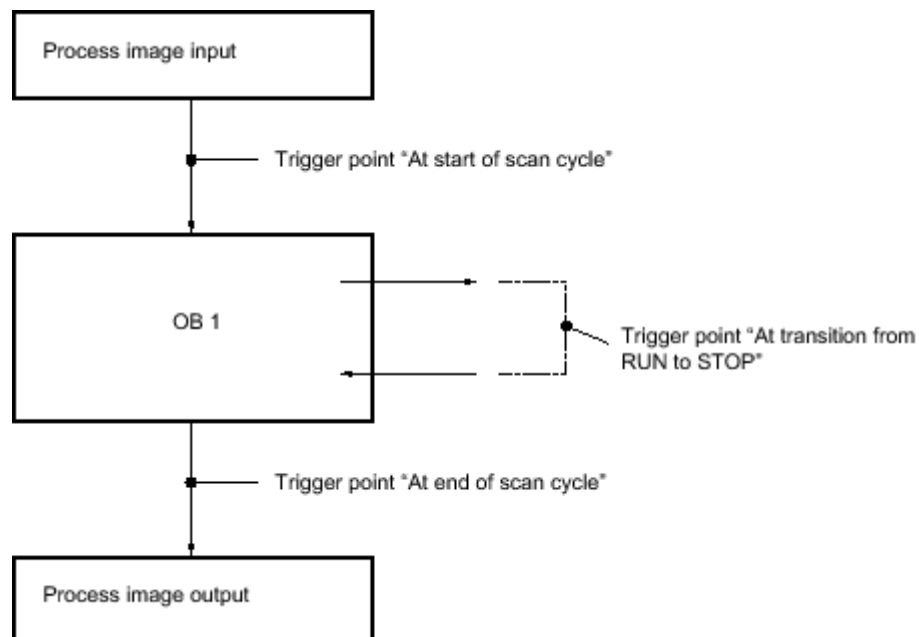 Process image input
Trigger point “At start of scan cycle”
OB 1
Trigger point “At transition from
RUN to STOP”
Trigger point “At end of scan cycle”
Process image output